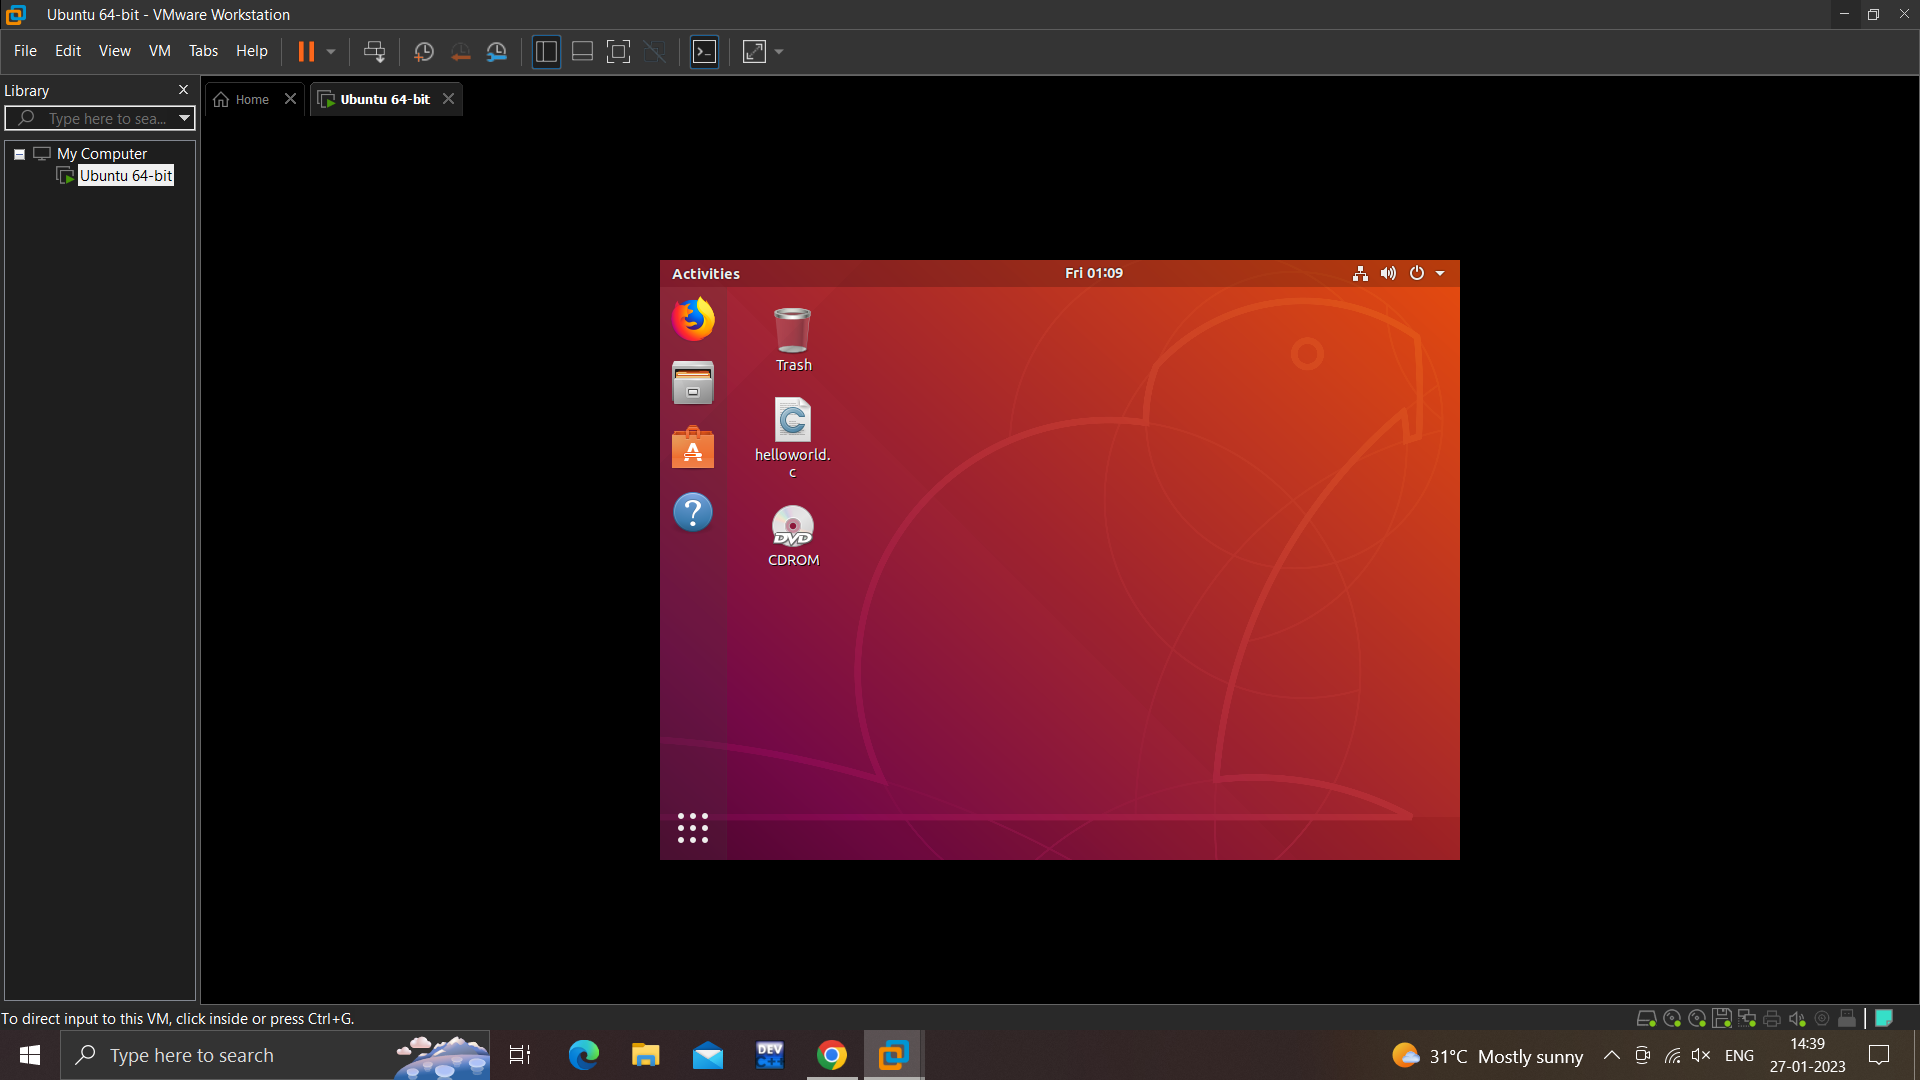 Ubuntu 64-bit - VMware Workstation
File Edit View VM Tabs Help
Library
Home
Ubuntu 64-bit
Type here to sea...
My Computer
Ubuntu 64-bit
Activities
Fri 01:09
Trash
helloworld.
c
DVD
CDROM
To direct input to this VM, click inside or press Ctrl+G.
Type here to search
DEV
C++
31°C Mostly sunny
ENG
14:39
27-01-2023